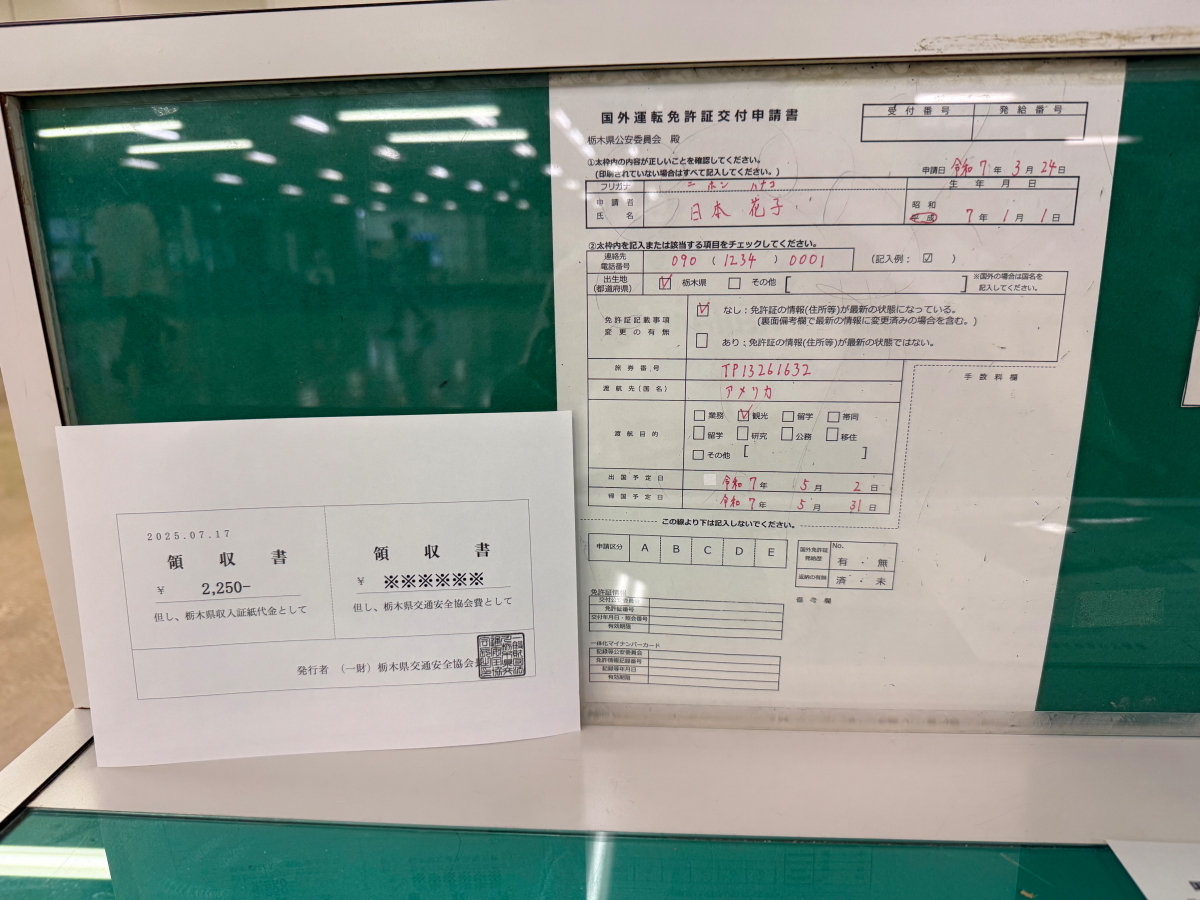 国外運転免許証交付申請書
栃木県公安委員会 殿
受付番号 発給番号
①太枠内の内容が正しいことを確認してください。
(印刷されていない場合はすべて記入してください。)
申請日 令和 7 年 3 月 24 日
フリガナ ニホン ハナコ
生年月日
申請者
氏名
日本 花子
昭和
平成
7 年 1 月 1 日
②太枠内を記入または該当する項目をチェックしてください。
連絡先
電話番号
090 ( 1234 ) 0001
(記入例: ☑ )
出生地
(都道府県)
☑ 栃木県 □ その他 [ ]
※国外の場合は国名を
記入してください。
免許証記載事項
変更の有無
☑ なし:免許証の情報(住所等)が最新の状態になっている。
(裏面備考欄で最新の情報に変更済みの場合を含む。)
□ あり:免許証の情報(住所等)が最新の状態ではない。
旅券番号 TP13261632
渡航先(国名) アメリカ
手数料欄
渡航目的
□ 業務 ☑ 観光 □ 留学 □ 帯同
□ 留学 □ 研究 □ 公務 □ 移住
□ その他 [ ]
出国予定日 令和 7 年 5 月 2 日
帰国予定日 令和 7 年 5 月 31 日
この線より下は記入しないでください。
申請区分 A B C D E
国外免許証
発給歴
No.
有 ・ 無
返納の有無 済 ・ 未
備考欄
免許証情報
交付公安委員会
免許証番号
交付年月日・照会番号
有効期限
一体化マイナンバーカード
記録等公安委員会
免許情報記録番号
記録等年月日
有効期限
2025.07.17
領収書
¥ 2,250-
但し、栃木県収入証紙代金として
領収書
¥ ※※※※※※
但し、栃木県交通安全協会費として
発行者 (一財)栃木県交通安全協会